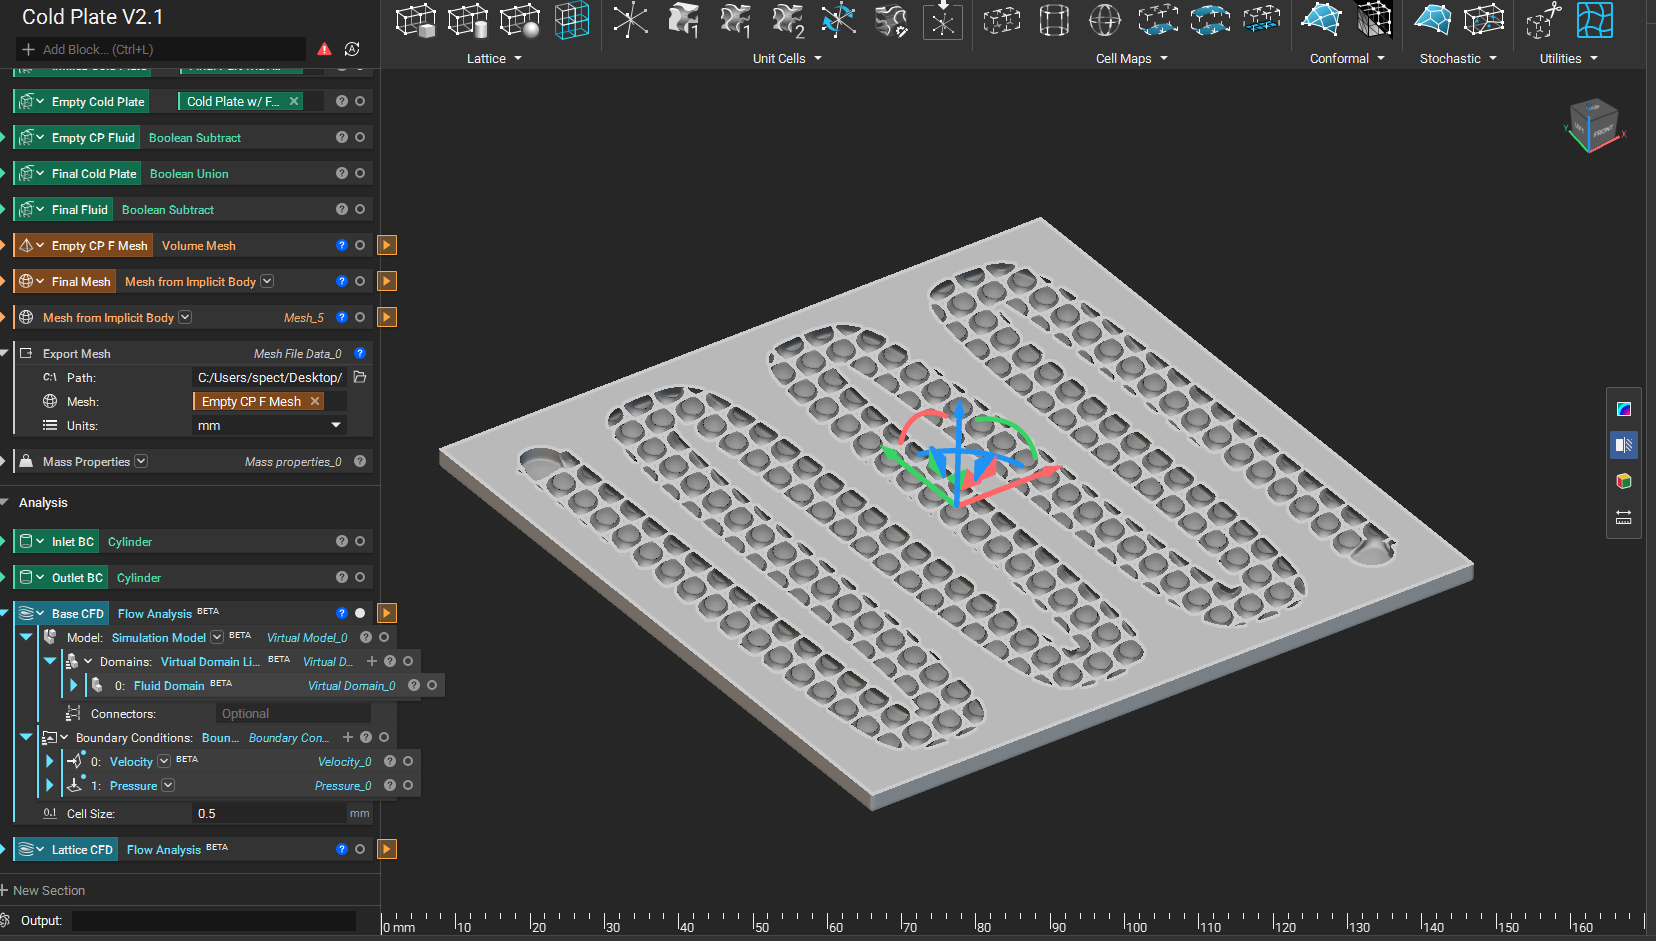 Cold Plate V2.1
Add Block... (Ctrl+L)
Lattice
Unit Cells
Cell Maps
Conformal
Stochastic
Utilities
1
1
2
Empty Cold Plate Cold Plate w/ F...
Empty CP Fluid Boolean Subtract
Final Cold Plate Boolean Union
Final Fluid Boolean Subtract
Empty CP F Mesh Volume Mesh
Final Mesh Mesh from Implicit Body
Mesh from Implicit Body Mesh_5
Export Mesh Mesh File Data_0
C:\ Path: C:/Users/spect/Desktop/
Mesh: Empty CP F Mesh
Units: mm
Mass Properties Mass properties_0
Analysis
Inlet BC Cylinder
Outlet BC Cylinder
Base CFD Flow Analysis BETA
Model: Simulation Model BETA Virtual Model_0
Domains: Virtual Domain Li... BETA Virtual D...
0: Fluid Domain BETA Virtual Domain_0
Connectors: Optional
Boundary Conditions: Boun... Boundary Con...
0: Velocity BETA Velocity_0
1: Pressure Pressure_0
0.1 Cell Size: 0.5 mm
Lattice CFD Flow Analysis BETA
New Section
Output:
FRONT
X
Y
0 mm 10 20 30 40 50 60 70 80 90 100 110 120 130 140 150 160